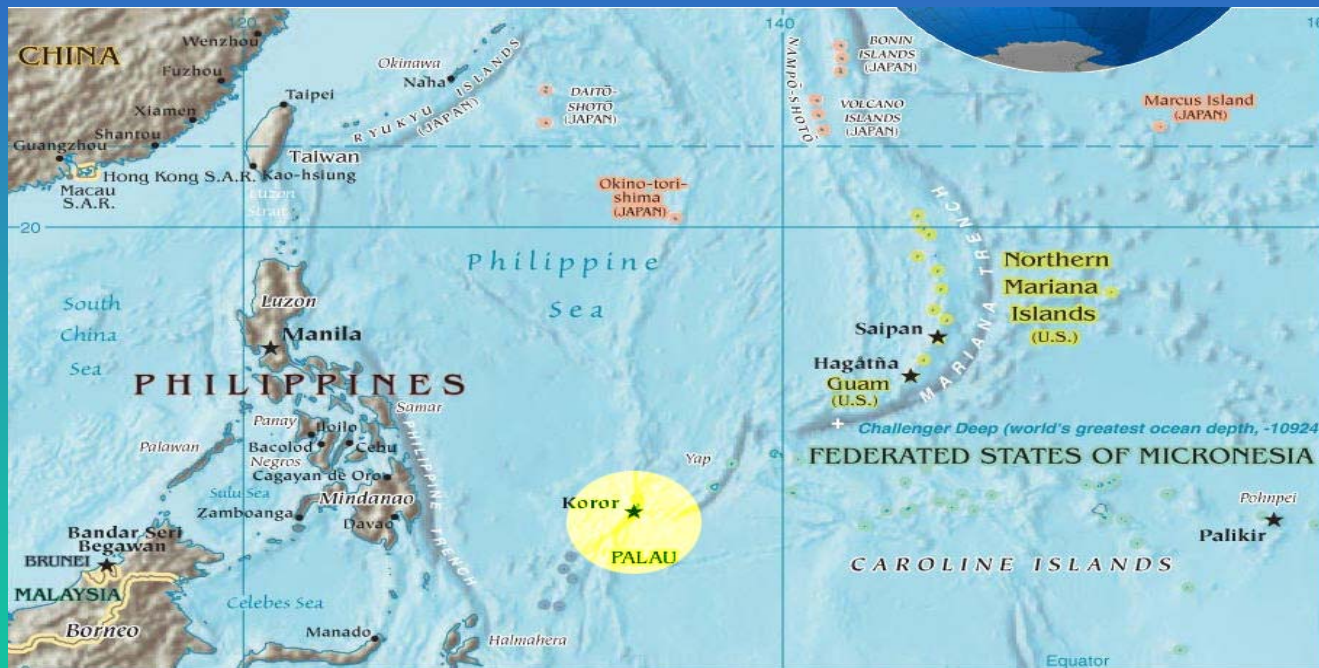 120
140
16
CHINA
Wenzhou
Fuzhou
Taipei
Xiamen
Shantou
Guangzhou
Hong Kong S.A.R.
Macau
S.A.R.
Kao-hsiung
Taiwan
Luzon
Strait
Okinawa
Naha
RYUKYU ISLANDS
(JAPAN)
DAITŌ-
SHOTŌ
(JAPAN)
NAMPŌ-SHOTŌ
BONIN
ISLANDS
(JAPAN)
VOLCANO
ISLANDS
(JAPAN)
Marcus Island
(JAPAN)
Okino-tori-
shima
(JAPAN)
20
Philippine
Sea
South
China
Sea
Luzon
Manila
PHILIPPINES
MARIANA TRENCH
Northern
Mariana
Islands
(U.S.)
Saipan
Hagåtña
Guam
(U.S.)
Challenger Deep (world's greatest ocean depth, -10924
FEDERATED STATES OF MICRONESIA
Samar
Panay
Iloilo
Bacolod
Cebu
Negros
Palawan
Cagayan de Oro
Sulu Sea
Mindanao
Zamboanga
Davao
PHILIPPINE TRENCH
Yap
Koror
PALAU
Pohnpei
Palikir
CAROLINE ISLANDS
Bandar Seri
Begawan
BRUNEI
MALAYSIA
Borneo
Celebes Sea
Manado
Halmahera
Equator